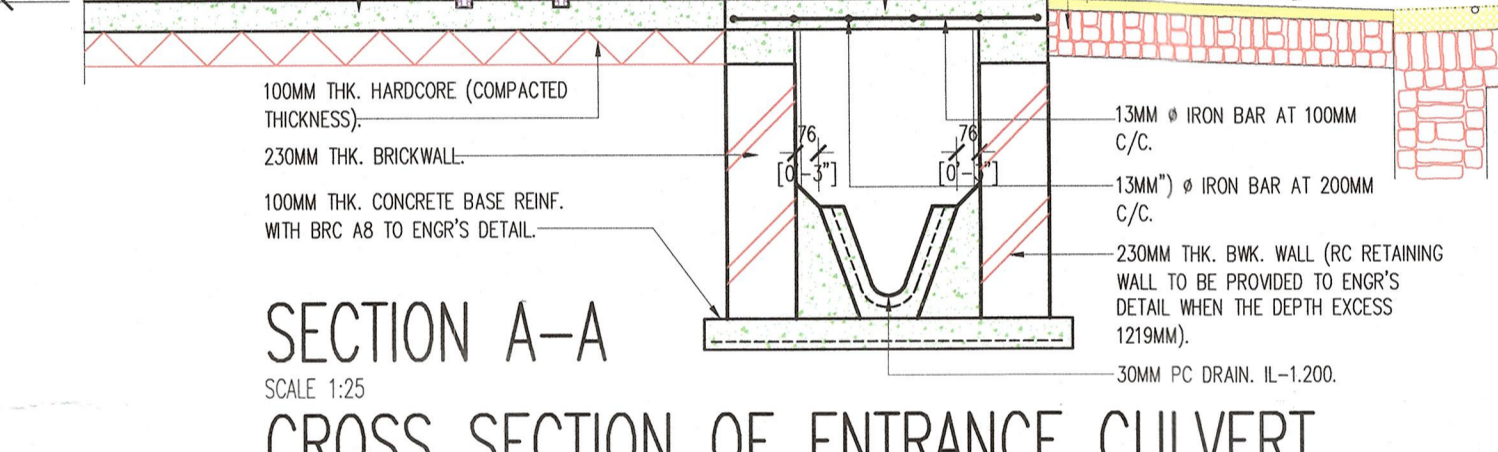 100MM THK. HARDCORE (COMPACTED
THICKNESS).
230MM THK. BRICKWALL.
100MM THK. CONCRETE BASE REINF.
WITH BRC A8 TO ENGR'S DETAIL.
76
[0'-3"]
76
[0'-3"]
13MM ø IRON BAR AT 100MM
C/C.
13MM") ø IRON BAR AT 200MM
C/C.
230MM THK. BWK. WALL (RC RETAINING
WALL TO BE PROVIDED TO ENGR'S
DETAIL WHEN THE DEPTH EXCESS
1219MM).
30MM PC DRAIN. IL-1.200.
SECTION A-A
SCALE 1:25
CROSS SECTION OF ENTRANCE CULVERT